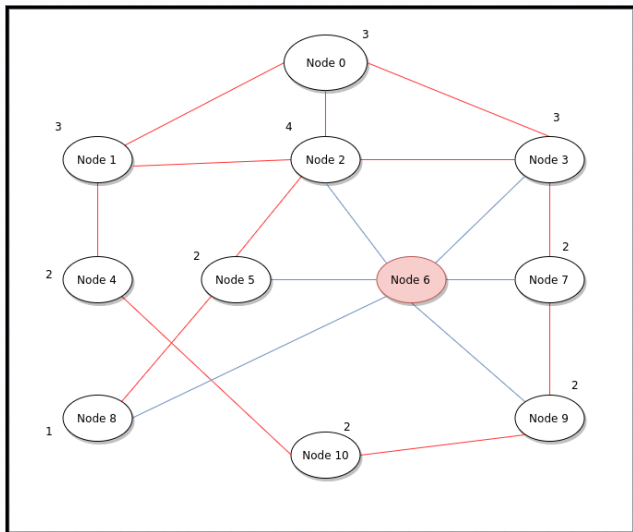 3
Node 0
3
4
3
Node 1
Node 2
Node 3
2
2
2
Node 4
Node 5
Node 6
Node 7
2
Node 8
Node 9
1
2
Node 10